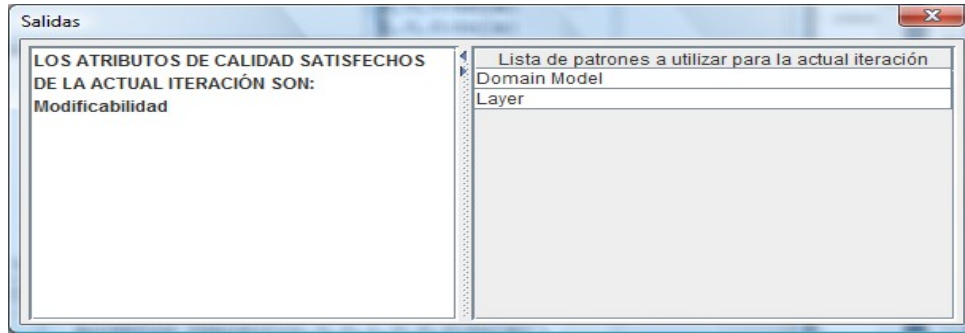 Salidas
LOS ATRIBUTOS DE CALIDAD SATISFECHOS
DE LA ACTUAL ITERACIÓN SON:
Modificabilidad
Lista de patrones a utilizar para la actual iteración
Domain Model
Layer